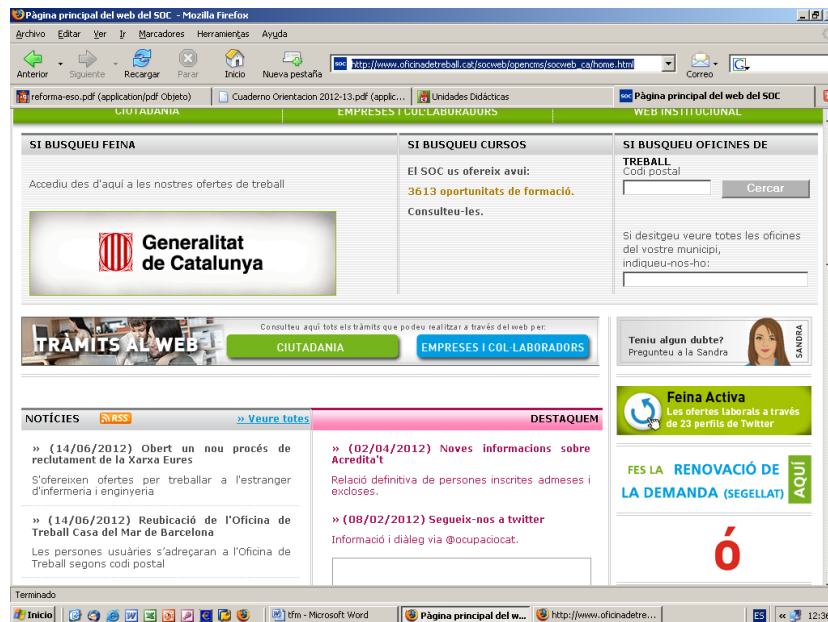 Pàgina principal del web del SOC - Mozilla Firefox
Archivo Editar Ver Ir Marcadores Herramientas Ayuda
Anterior Siguiente Recargar Parar Inicio Nueva pestaña
soc http://www.oficinadetreball.cat/socweb/opencms/socweb_ca/home.html
Correo
G
reforma-eso.pdf (application/pdf Objeto)
Cuaderno Orientacion 2012-13.pdf (applic...
Unidades Didácticas
soc Pàgina principal del web del SOC
CIUTADANIA
EMPRESES I COL·LABORADORS
WEB INSTITUCIONAL
SI BUSQUEU FEINA
Accediu des d'aquí a les nostres ofertes de treball
Generalitat
de Catalunya
SI BUSQUEU CURSOS
El SOC us ofereix avui:
3613 oportunitats de formació.
Consulteu-les.
SI BUSQUEU OFICINES DE
TREBALL
Codi postal
Cercar
Si desitgeu veure totes les oficines
del vostre municipi,
indiqueu-nos-ho:
TRÀMITS AL WEB
Consulteu aquí tots els tràmits que podeu realitzar a través del web per:
CIUTADANIA
EMPRESES I COL·LABORADORS
Teniu algun dubte?
Pregunteu a la Sandra
SANDRA
NOTÍCIES
RSS
» Veure totes
» (14/06/2012) Obert un nou procés de
reclutament de la Xarxa Eures
S'ofereixen ofertes per treballar a l'estranger
d'infermeria i enginyeria
» (14/06/2012) Reubicació de l'Oficina de
Treball Casa del Mar de Barcelona
Les persones usuàries s'adreçaran a l'Oficina de
Treball segons codi postal
DESTAQUEM
» (02/04/2012) Noves informacions sobre
Acredita't
Relació definitiva de persones inscrites admeses i
excloses.
» (08/02/2012) Segueix-nos a twitter
Informació i diàleg via @ocupaciocat.
Feina Activa
Les ofertes laborals a través
de 23 perfils de Twitter
FES LA RENOVACIÓ DE
LA DEMANDA (SEGELLAT)
AQUÍ
Ó
Terminado
Inicio
tfm - Microsoft Word
Pàgina principal del w...
http://www.oficinadetre...
ES
«
12:36